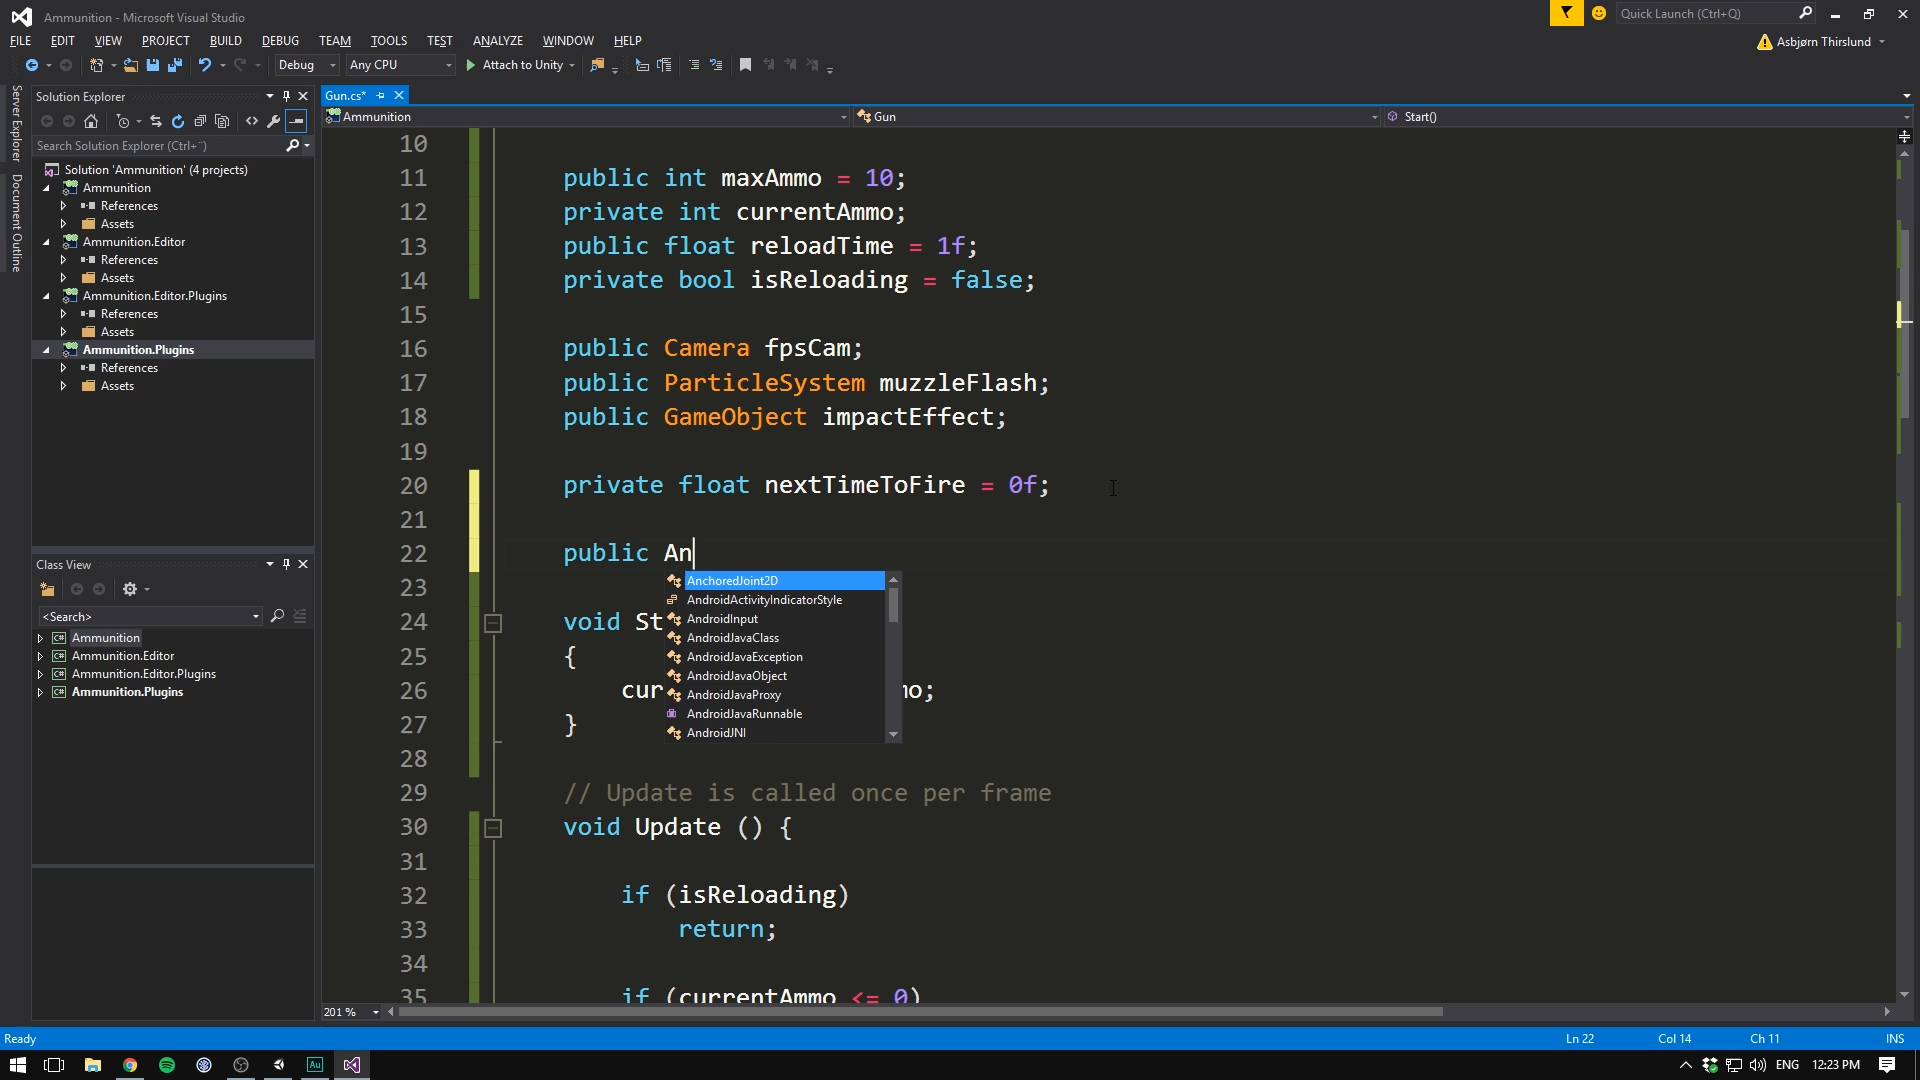 Ammunition - Microsoft Visual Studio
Quick Launch (Ctrl+Q)
FILE EDIT VIEW PROJECT BUILD DEBUG TEAM TOOLS TEST ANALYZE WINDOW HELP
Asbjørn Thirslund
Debug Any CPU Attach to Unity
Server Explorer
Document Outline
Solution Explorer
Search Solution Explorer (Ctrl+¨)
Solution 'Ammunition' (4 projects)
Ammunition
References
Assets
Ammunition.Editor
References
Assets
Ammunition.Editor.Plugins
References
Assets
Ammunition.Plugins
References
Assets
Class View
<Search>
Ammunition
Ammunition.Editor
Ammunition.Editor.Plugins
Ammunition.Plugins
Gun.cs*
Ammunition Gun Start()
10
11 public int maxAmmo = 10;
12 private int currentAmmo;
13 public float reloadTime = 1f;
14 private bool isReloading = false;
15
16 public Camera fpsCam;
17 public ParticleSystem muzzleFlash;
18 public GameObject impactEffect;
19
20 private float nextTimeToFire = 0f;
21
22 public An
AnchoredJoint2D
AndroidActivityIndicatorStyle
AndroidInput
AndroidJavaClass
AndroidJavaException
AndroidJavaObject
AndroidJavaProxy
AndroidJavaRunnable
AndroidJNI
23
24 void St
25 {
26 cur mo;
27 }
28
29 // Update is called once per frame
30 void Update () {
31
32 if (isReloading)
33 return;
34
35 if (currentAmmo <= 0)
201 %
Ready Ln 22 Col 14 Ch 11 INS
Au
ENG 12:23 PM